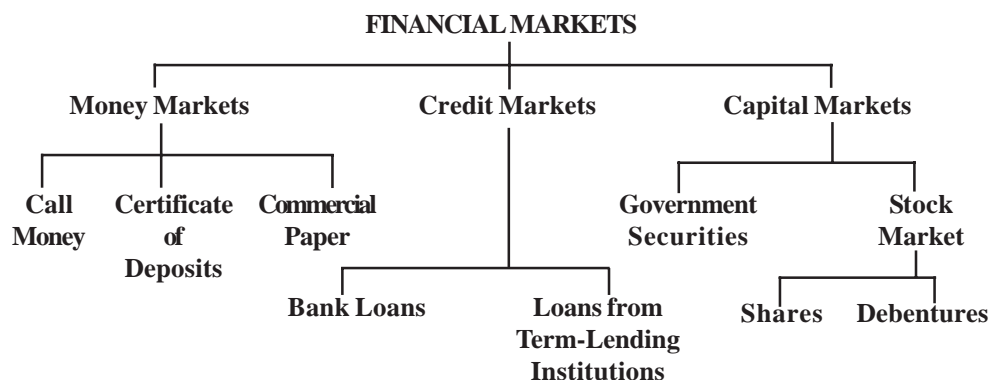 FINANCIAL MARKETS
Money Markets
Credit Markets
Capital Markets
Call
Money
Certificate
of
Deposits
Commercial
Paper
Government
Securities
Stock
Market
Bank Loans
Loans from
Term-Lending
Institutions
Shares
Debentures